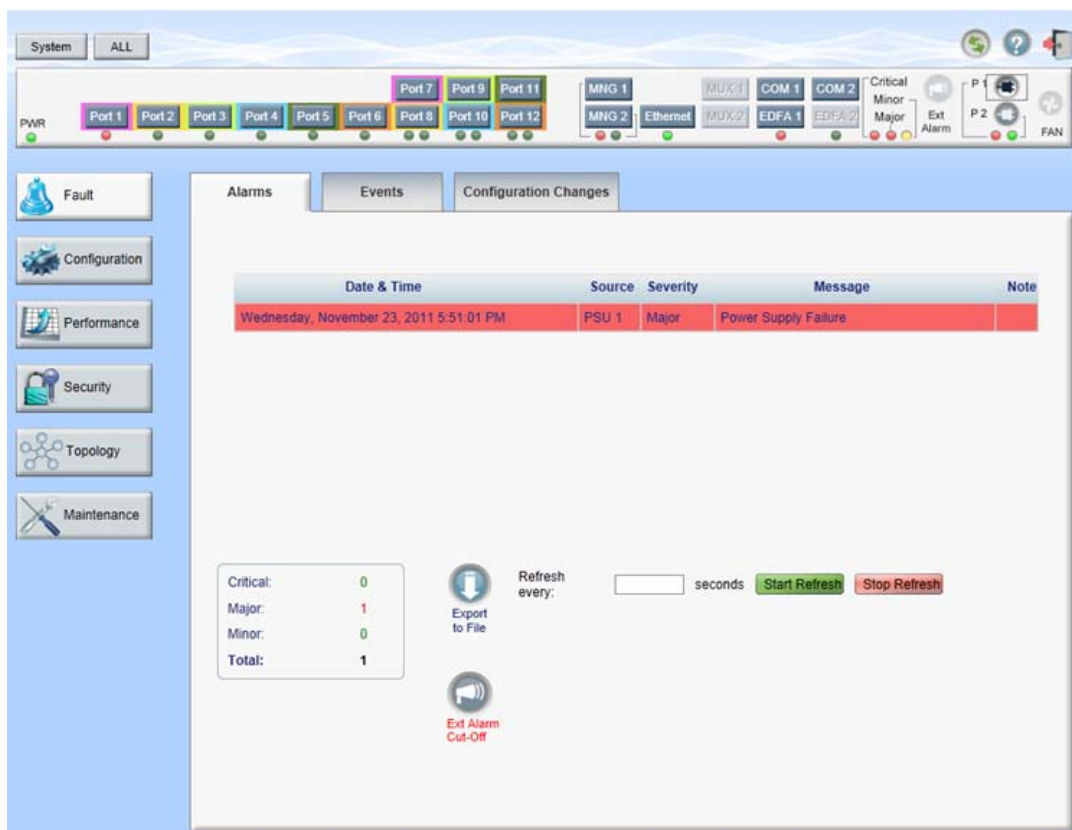 System ALL
Port 7 Port 9 Port 11 MNG 1 MUX 1 COM 1 COM 2 Critical P 1
Minor
PWR Port 1 Port 2 Port 3 Port 4 Port 5 Port 6 Port 8 Port 10 Port 12 MNG 2 Ethernet MUX 2 EDFA 1 EDFA 2 Major Ext Alarm P 2 FAN
Fault
Configuration
Performance
Security
Topology
Maintenance
Alarms Events Configuration Changes
Date & Time Source Severity Message Note
Wednesday, November 23, 2011 5:51:01 PM PSU 1 Major Power Supply Failure
Critical: 0
Major: 1
Minor: 0
Total: 1
Export
to File
Ext Alarm
Cut-Off
Refresh
every:
seconds Start Refresh Stop Refresh